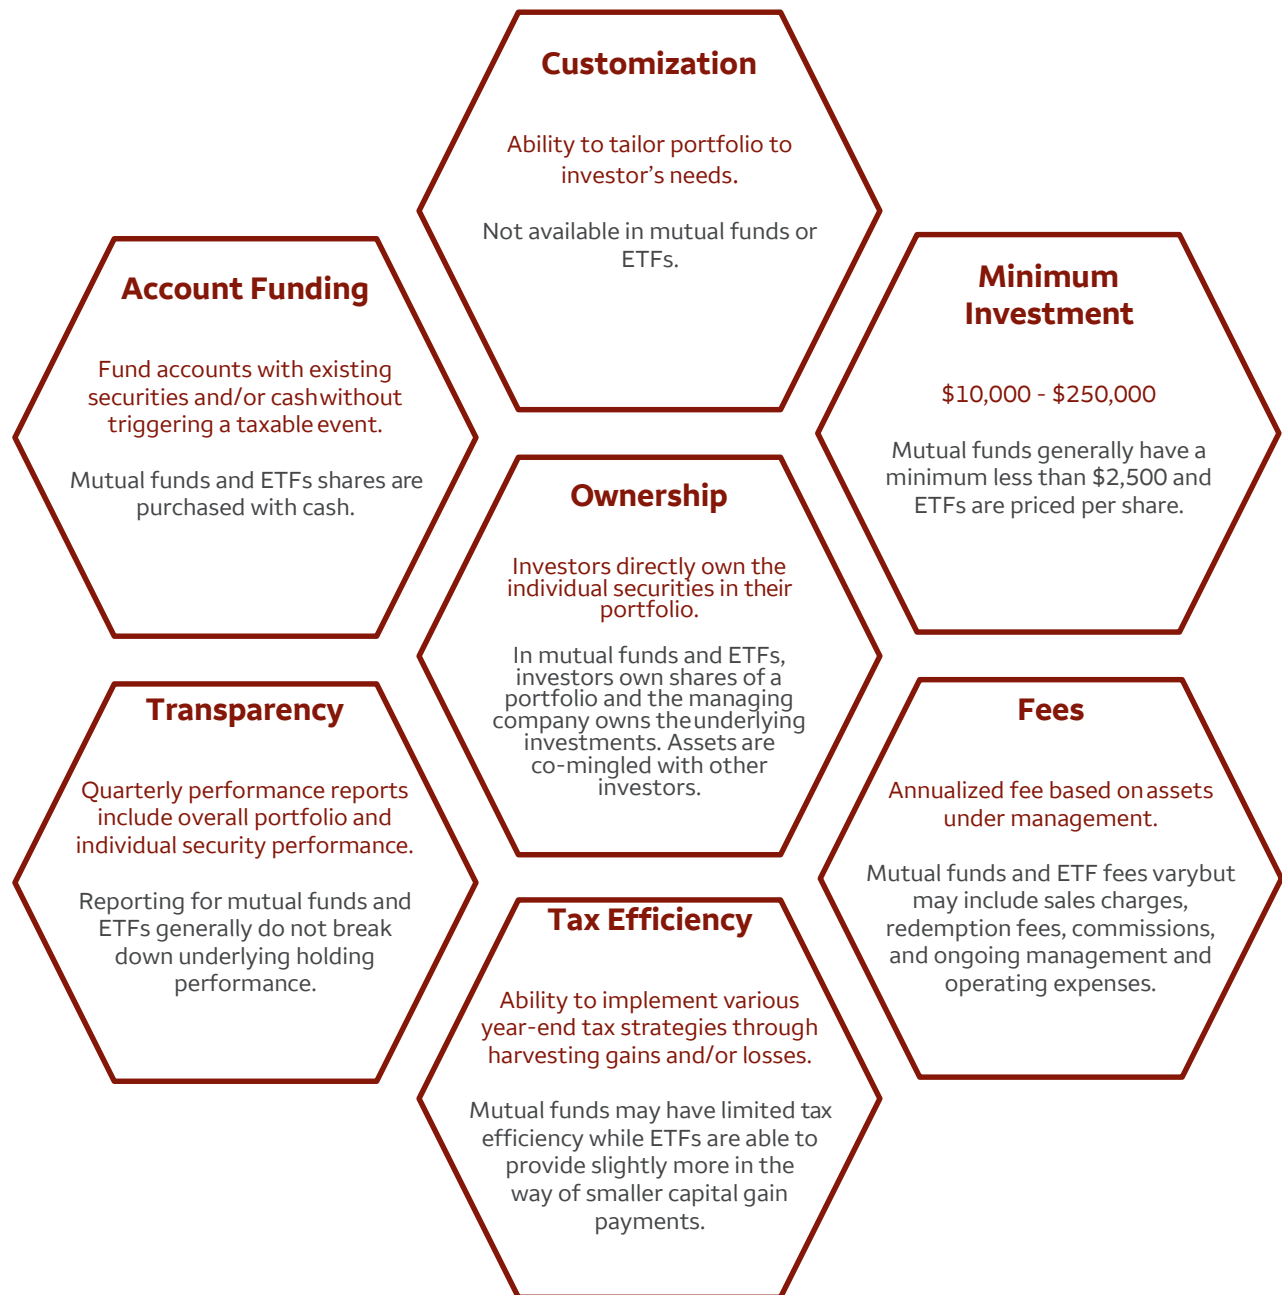 Customization
Ability to tailor portfolio to
investor’s needs.
Not available in mutual funds or
ETFs.
Account Funding
Fund accounts with existing
securities and/or cash without
triggering a taxable event.
Mutual funds and ETFs shares are
purchased with cash.
Minimum
Investment
$10,000 - $250,000
Mutual funds generally have a
minimum less than $2,500 and
ETFs are priced per share.
Ownership
Investors directly own the
individual securities in their
portfolio.
In mutual funds and ETFs,
investors own shares of a
portfolio and the managing
company owns the underlying
investments. Assets are
co-mingled with other
investors.
Transparency
Quarterly performance reports
include overall portfolio and
individual security performance.
Reporting for mutual funds and
ETFs generally do not break
down underlying holding
performance.
Fees
Annualized fee based on assets
under management.
Mutual funds and ETF fees vary but
may include sales charges,
redemption fees, commissions,
and ongoing management and
operating expenses.
Tax Efficiency
Ability to implement various
year-end tax strategies through
harvesting gains and/or losses.
Mutual funds may have limited tax
efficiency while ETFs are able to
provide slightly more in the
way of smaller capital gain
payments.